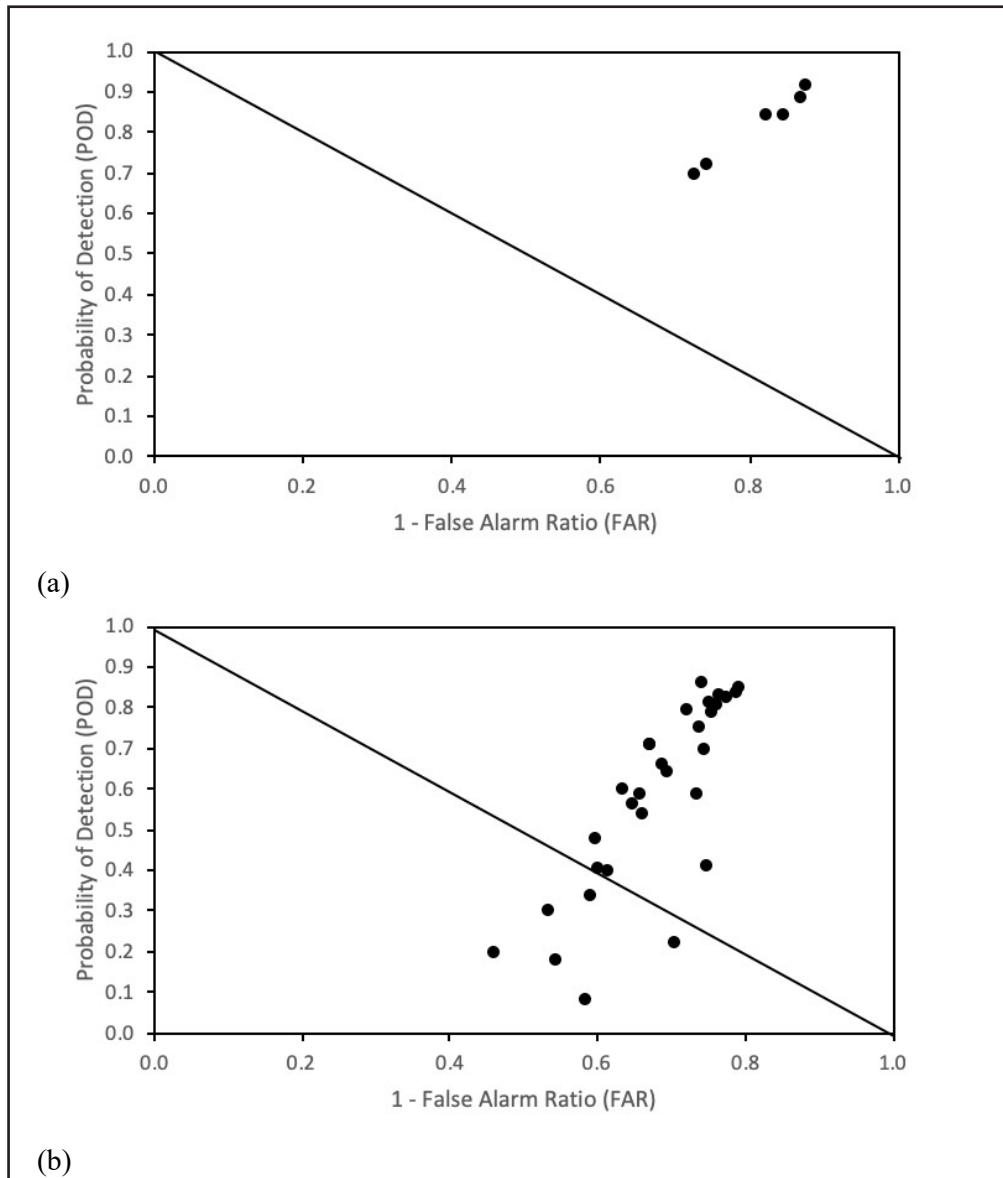 1.0
0.9
0.8
0.7
0.6
0.5
0.4
0.3
0.2
0.1
0.0
Probability of Detection (POD)
0.0 0.2 0.4 0.6 0.8 1.0
1 - False Alarm Ratio (FAR)
(a)
1.0
0.9
0.8
0.7
0.6
0.5
0.4
0.3
0.2
0.1
0.0
Probability of Detection (POD)
0.0 0.2 0.4 0.6 0.8 1.0
1 - False Alarm Ratio (FAR)
(b)